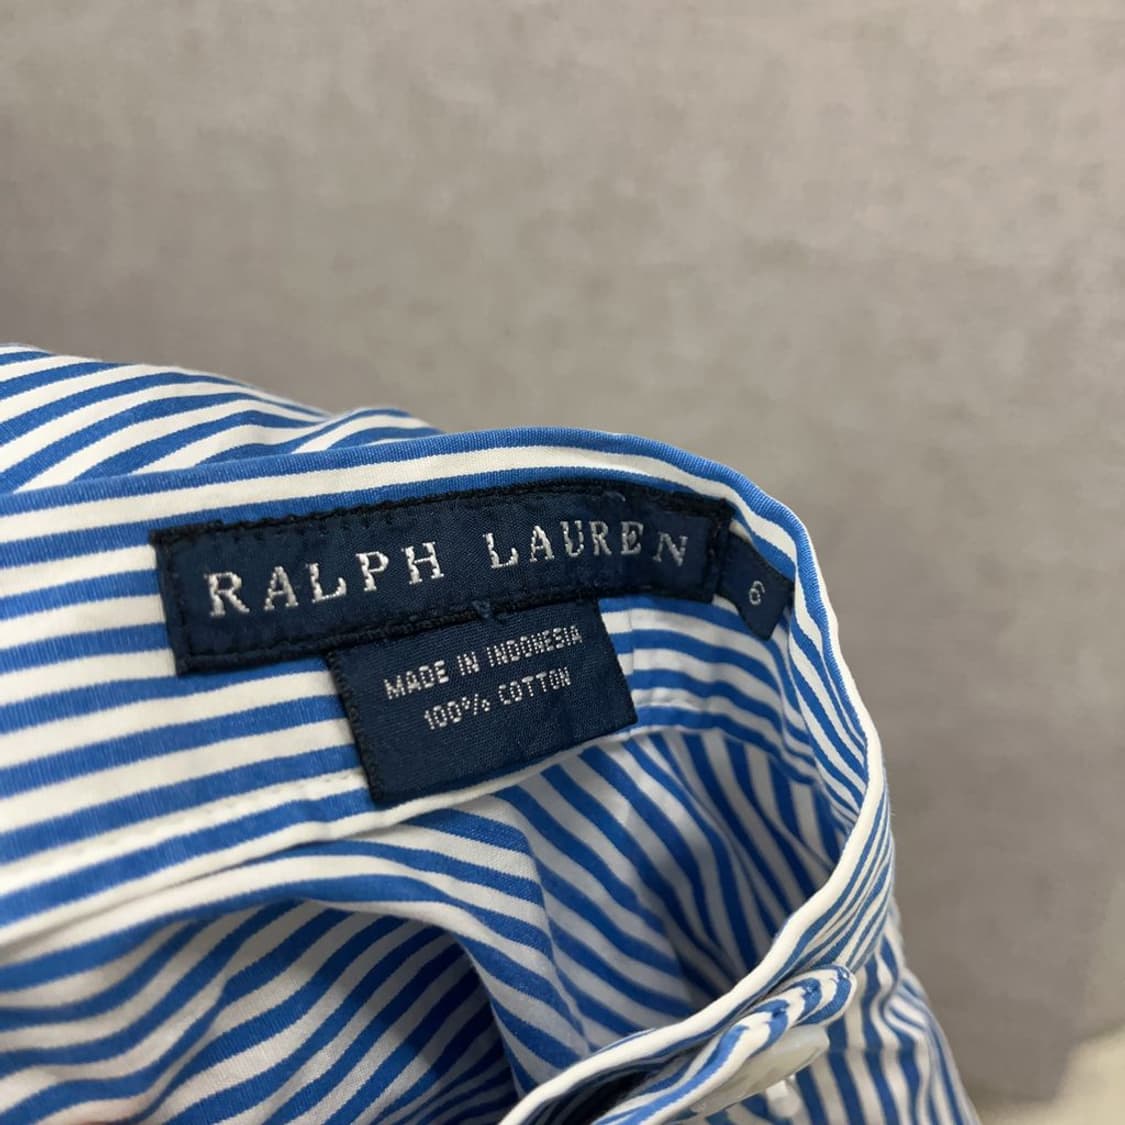 RALPH LAUREN
6
MADE IN INDONESIA
100% COTTON